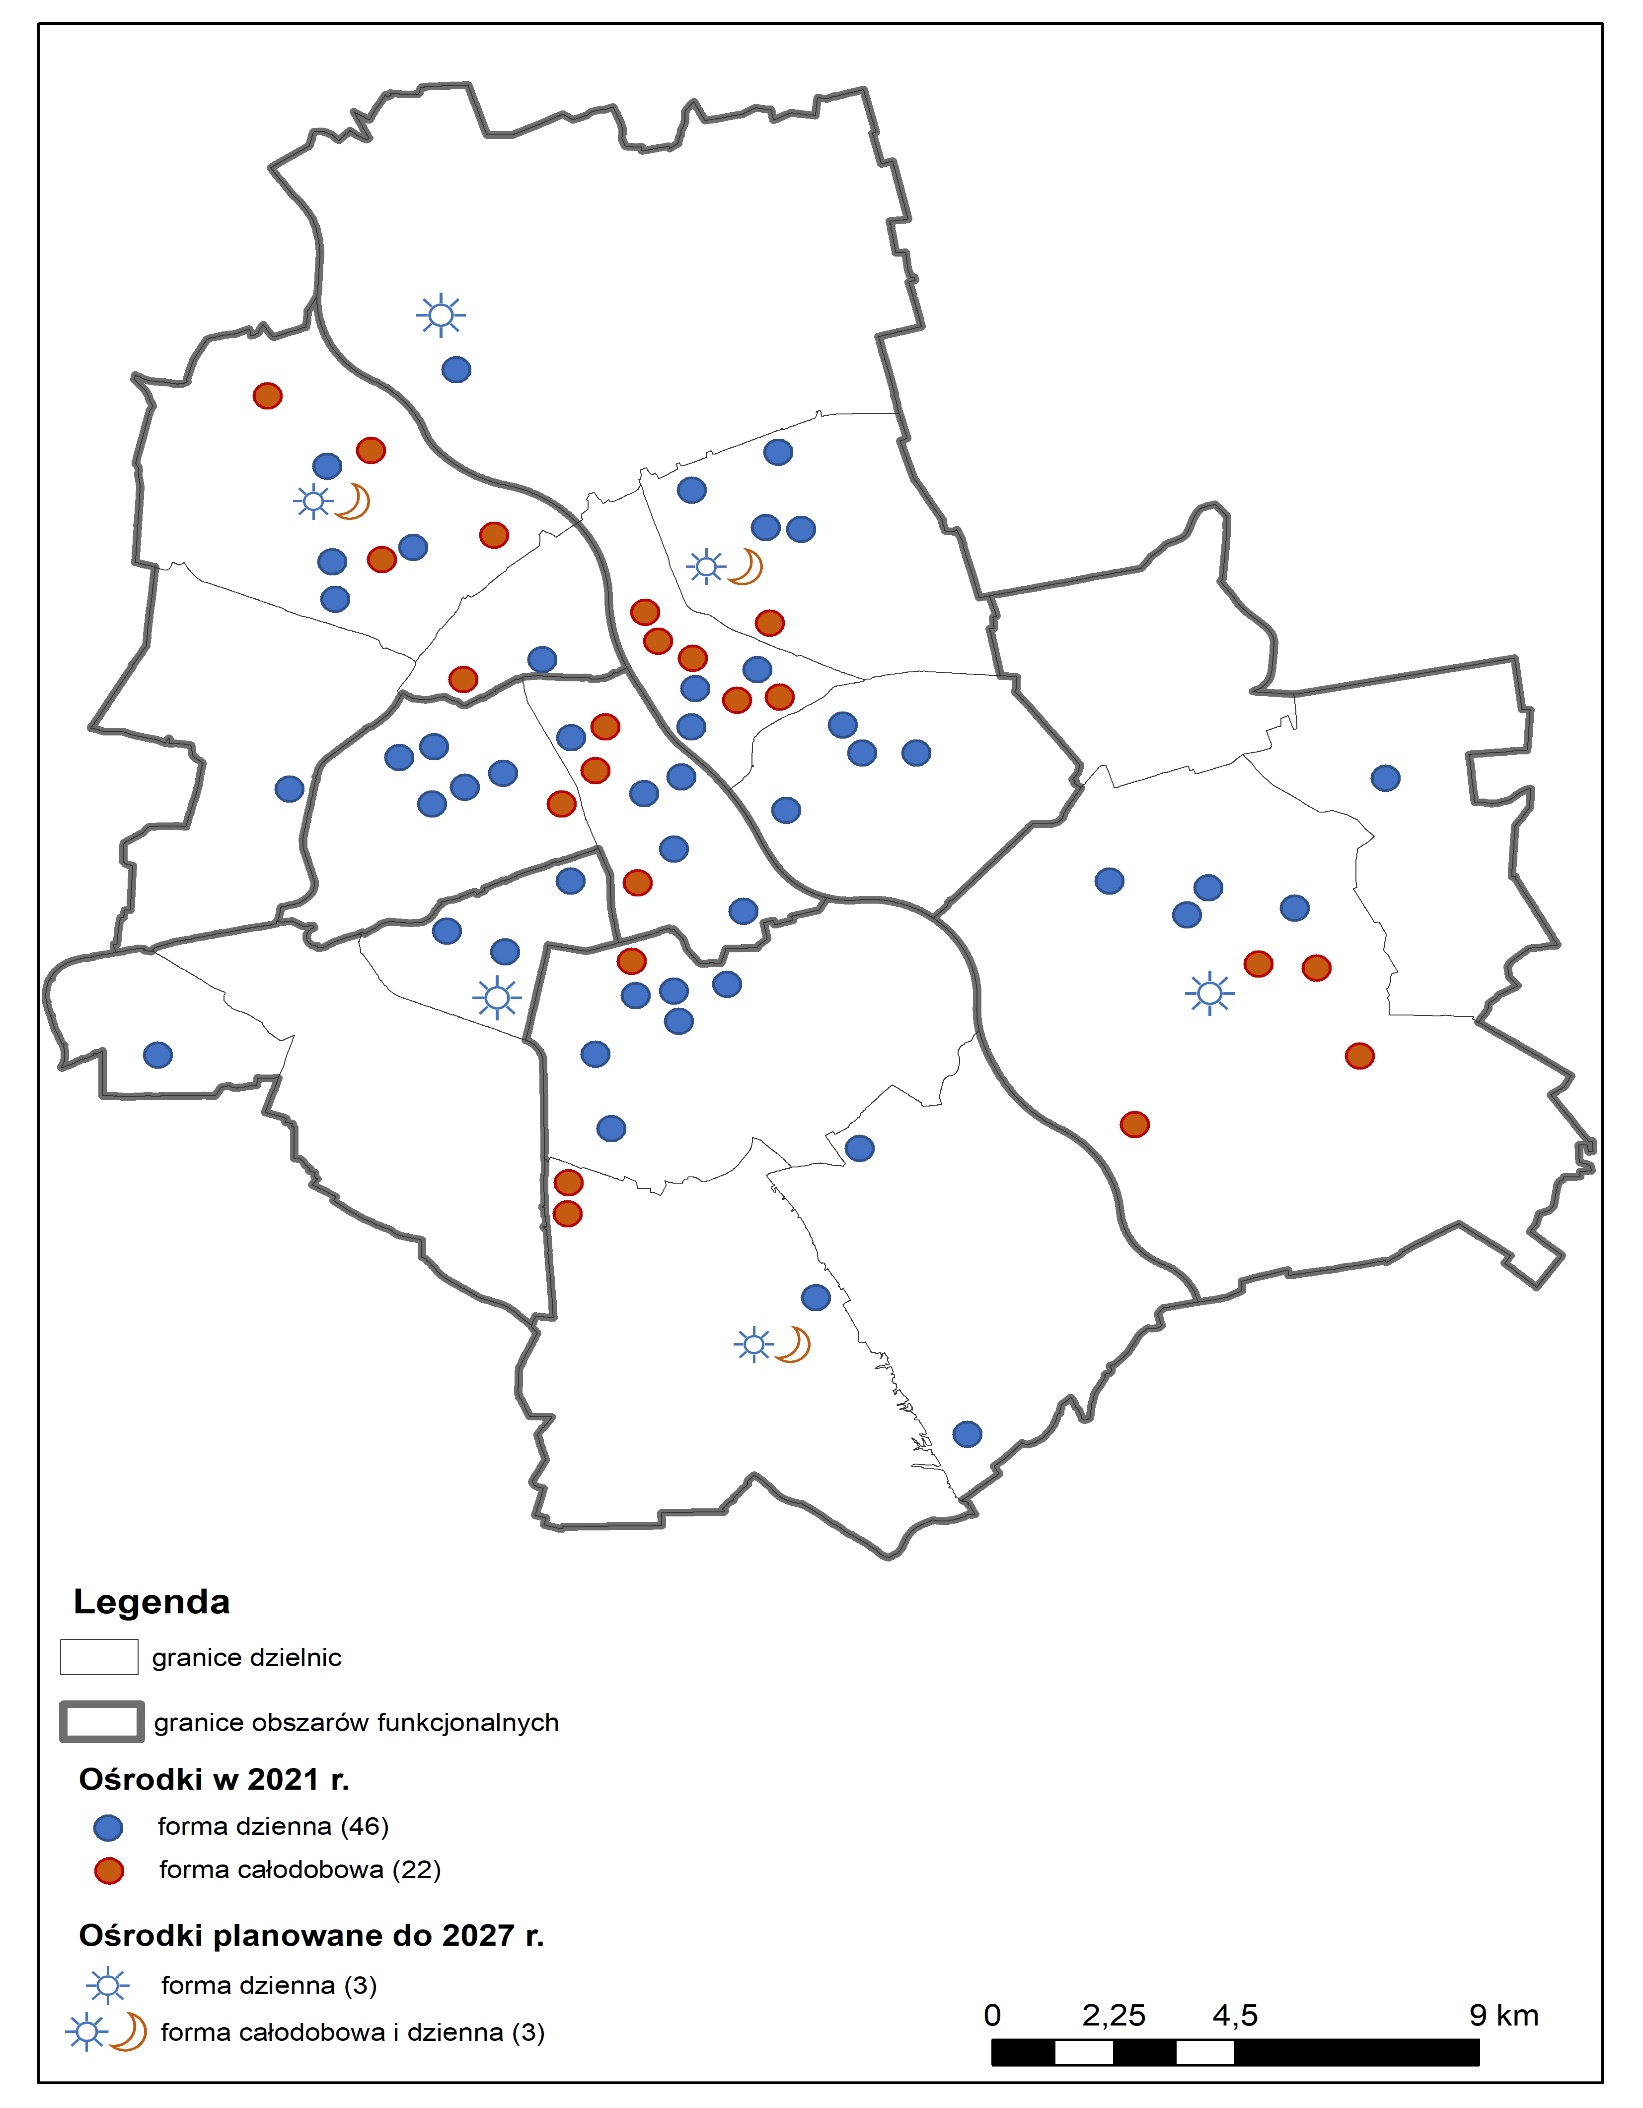 Legenda
granice dzielnic
granice obszarów funkcjonalnych
Ośrodki w 2021 r.
forma dzienna (46)
forma całodobowa (22)
Ośrodki planowane do 2027 r.
forma dzienna (3)
forma całodobowa i dzienna (3)
0 2,25 4,5 9 km